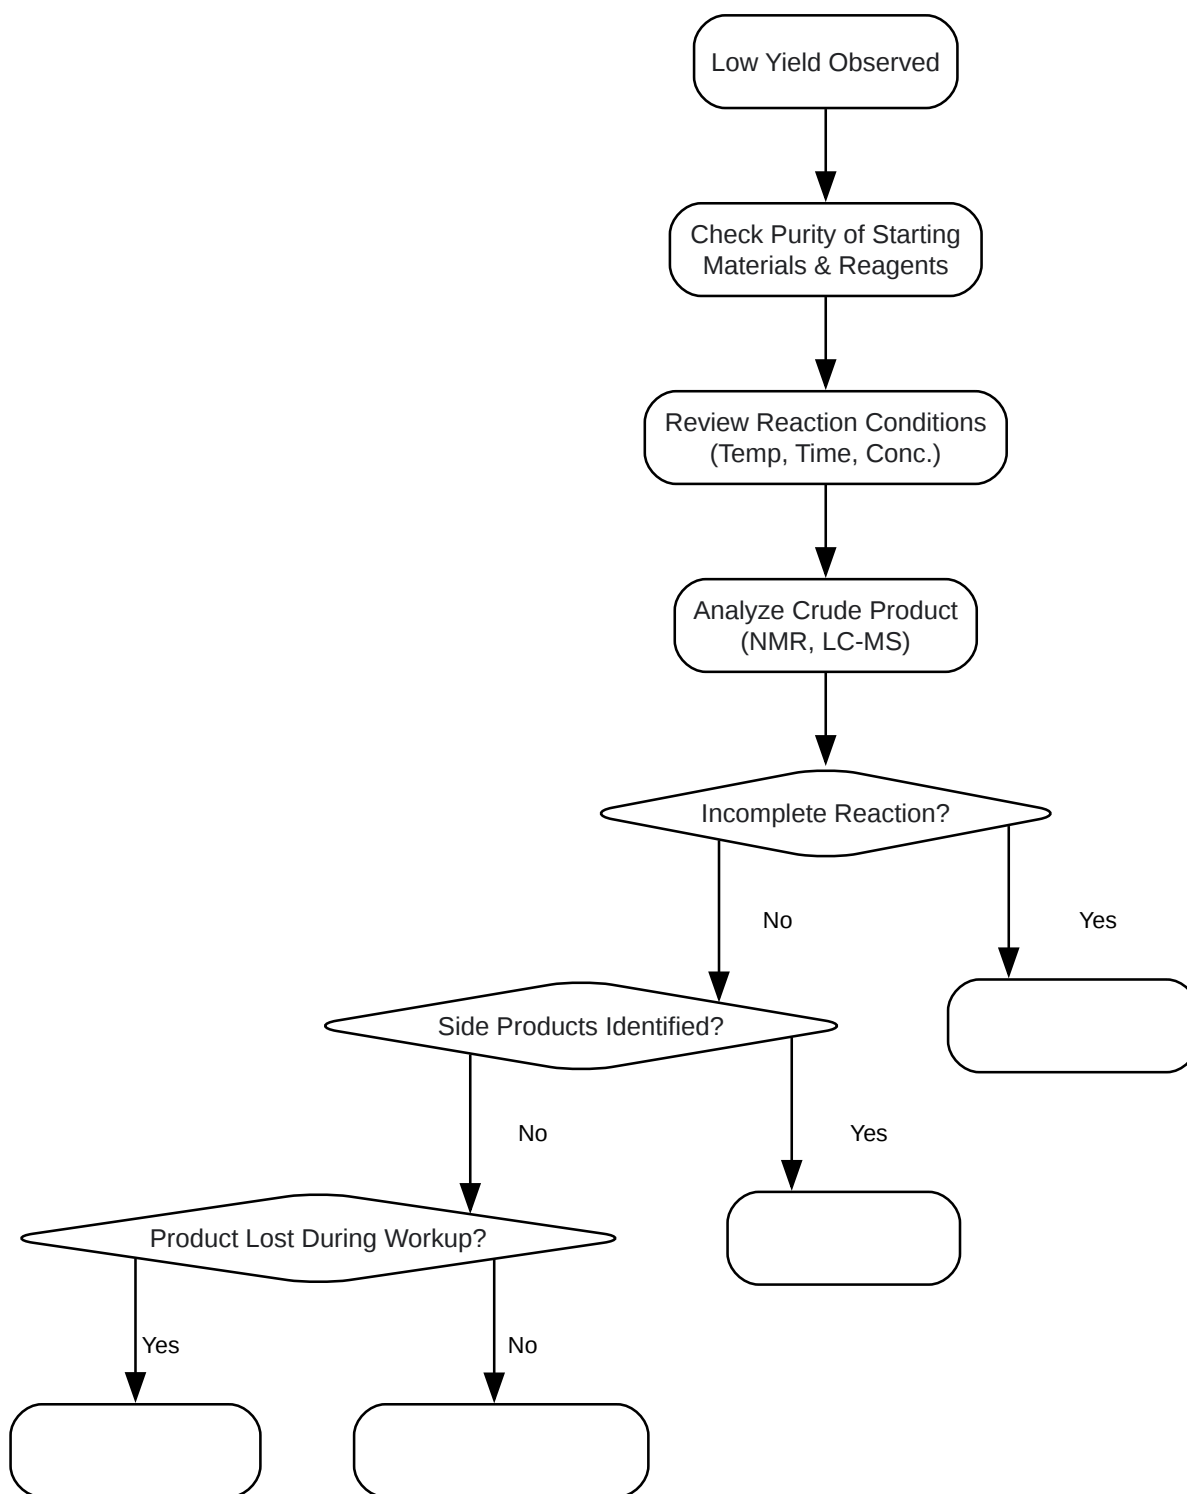 Low Yield Observed
Check Purity of Starting
Materials & Reagents
Review Reaction Conditions
(Temp, Time, Conc.)
Analyze Crude Product
(NMR, LC-MS)
Incomplete Reaction?
No
Yes
Side Products Identified?
No
Yes
Product Lost During Workup?
Yes
No